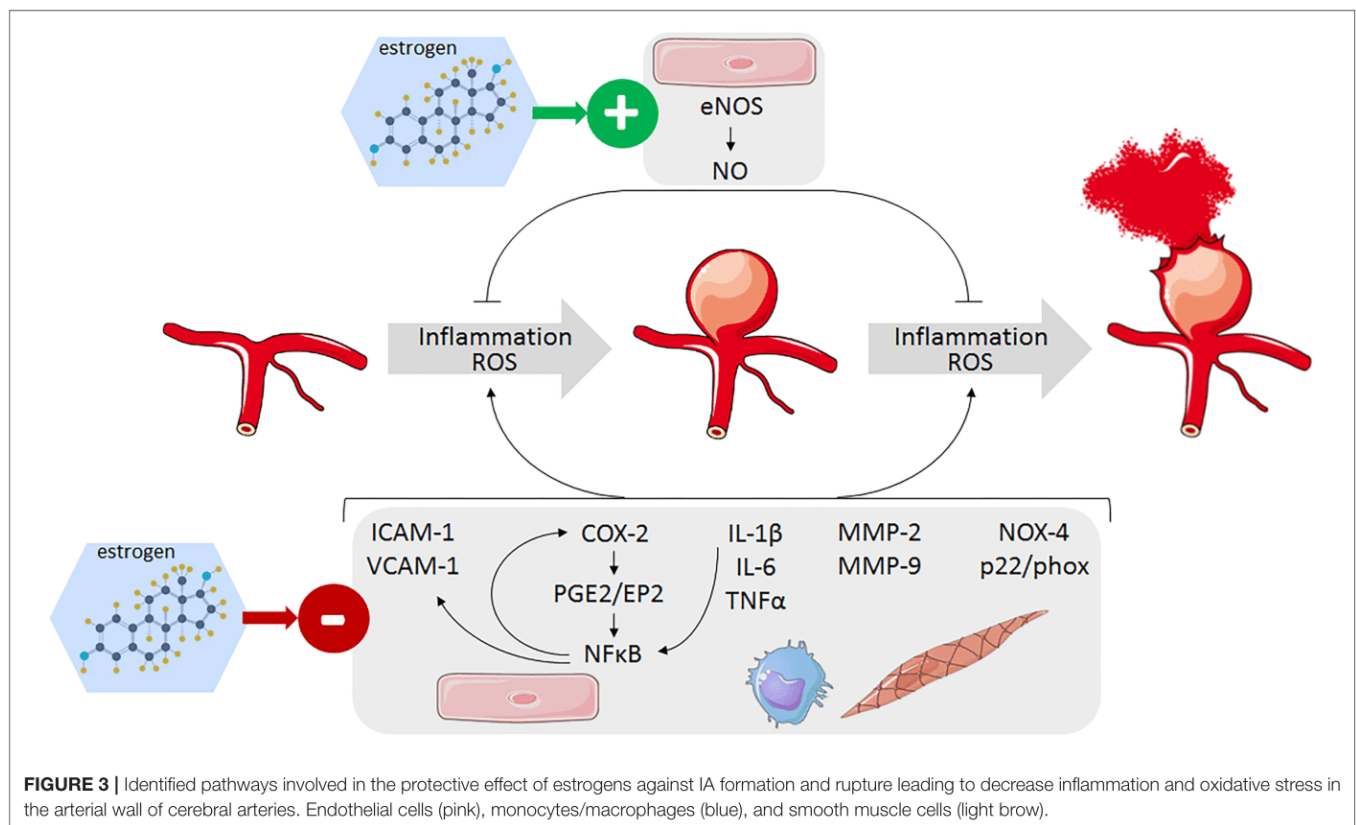 estrogen
+
eNOS
NO
Inflammation
ROS
Inflammation
ROS
estrogen
-
ICAM-1
VCAM-1
COX-2
PGE2/EP2
NFκB
IL-1β
IL-6
TNFα
MMP-2
MMP-9
NOX-4
p22/phox
FIGURE 3 | Identified pathways involved in the protective effect of estrogens against IA formation and rupture leading to decrease inflammation and oxidative stress in
the arterial wall of cerebral arteries. Endothelial cells (pink), monocytes/macrophages (blue), and smooth muscle cells (light brow).